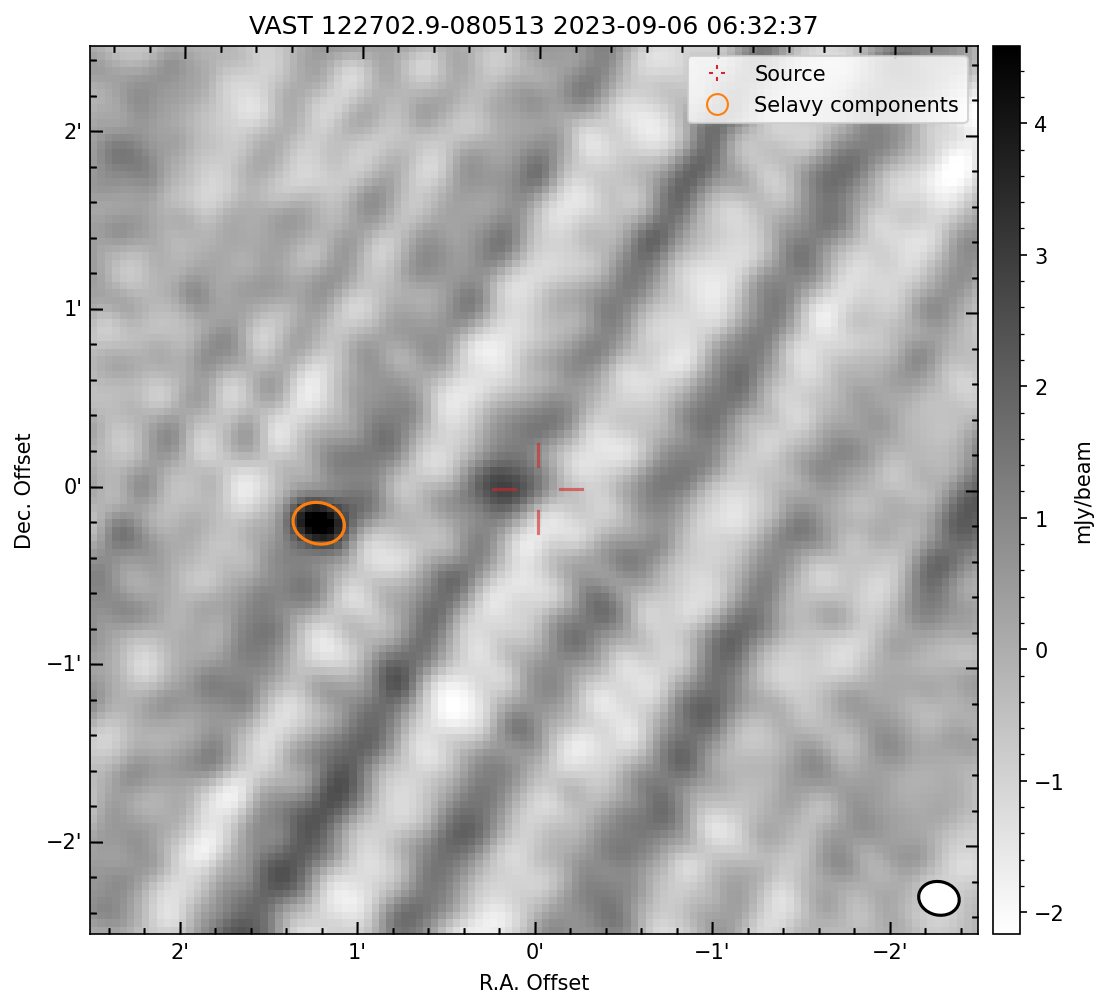 VAST 122702.9-080513 2023-09-06 06:32:37
Source
Selavy components
2'
1'
0'
−1'
−2'
Dec. Offset
2'
1'
0'
−1'
−2'
R.A. Offset
4
3
2
1
0
−1
−2
mJy/beam